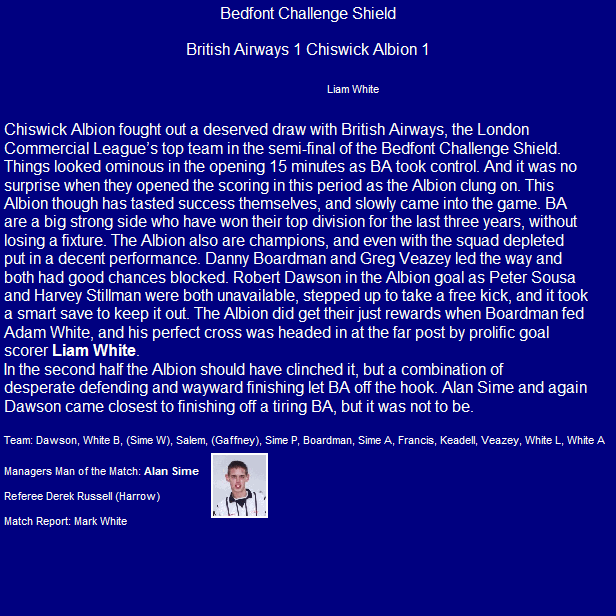 Bedfont Challenge Shield
British Airways 1 Chiswick Albion 1
Liam White
Chiswick Albion fought out a deserved draw with British Airways, the London
Commercial League's top team in the semi-final of the Bedfont Challenge Shield.
Things looked ominous in the opening 15 minutes as BA took control. And it was no
surprise when they opened the scoring in this period as the Albion clung on. This
Albion though has tasted success themselves, and slowly came into the game. BA
are a big strong side who have won their top division for the last three years, without
losing a fixture. The Albion also are champions, and even with the squad depleted
put in a decent performance. Danny Boardman and Greg Veazey led the way and
both had good chances blocked. Robert Dawson in the Albion goal as Peter Sousa
and Harvey Stillman were both unavailable, stepped up to take a free kick, and it took
a smart save to keep it out. The Albion did get their just rewards when Boardman fed
Adam White, and his perfect cross was headed in at the far post by prolific goal
scorer Liam White.
In the second half the Albion should have clinched it, but a combination of
desperate defending and wayward finishing let BA off the hook. Alan Sime and again
Dawson came closest to finishing off a tiring BA, but it was not to be.
Team: Dawson, White B, (Sime W), Salem, (Gaffney), Sime P, Boardman, Sime A, Francis, Keadell, Veazey, White L, White A
Managers Man of the Match: Alan Sime
Referee Derek Russell (Harrow)
Match Report: Mark White